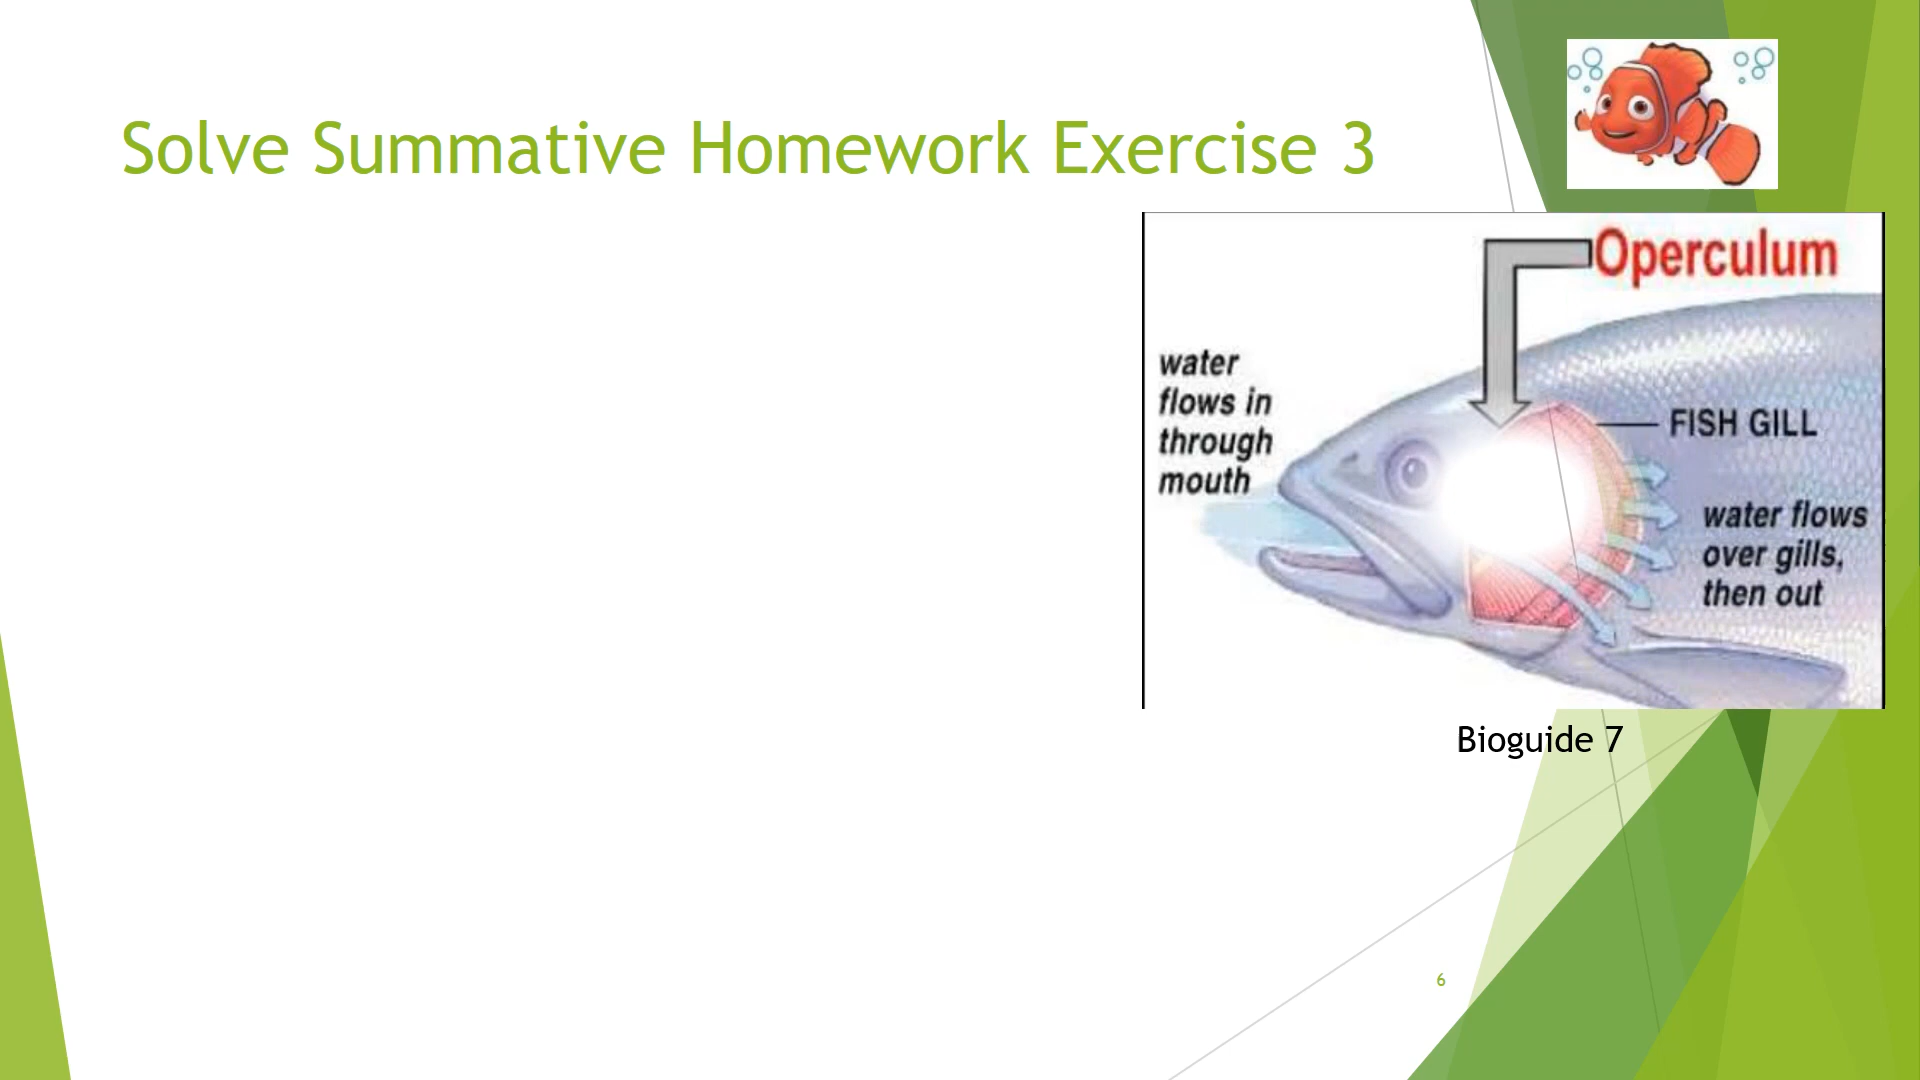 Solve Summative Homework Exercise 3
Operculum
water
flows in
through
mouth
FISH GILL
water flows
over gills,
then out
Bioguide 7
6